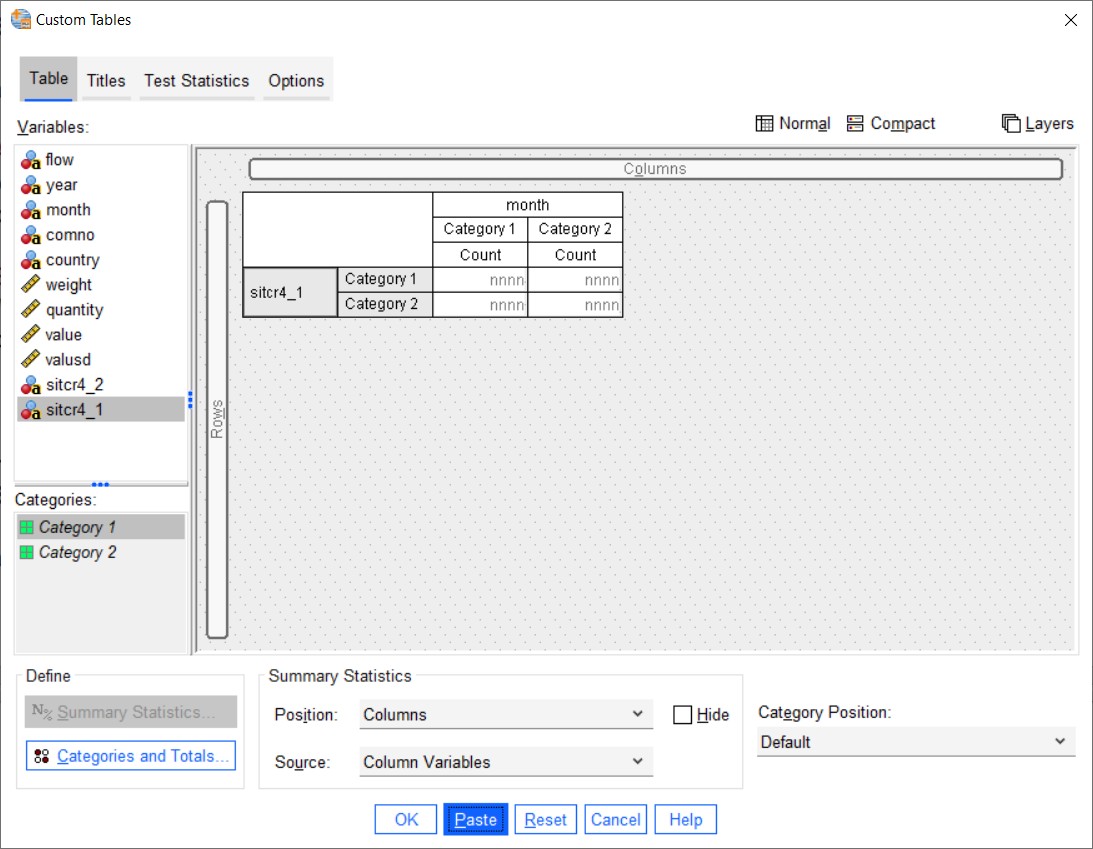 Custom Tables
Table Titles Test Statistics Options
Variables:
Normal Compact Layers
flow
year
month
comno
country
weight
quantity
value
valusd
sitcr4_2
sitcr4_1
Columns
Rows
month
Category 1 Category 2
Count Count
sitcr4_1 Category 1 nnnn nnnn
Category 2 nnnn nnnn
Categories:
Category 1
Category 2
Define
N% Summary Statistics...
Categories and Totals...
Summary Statistics
Position: Columns Hide
Source: Column Variables
Category Position:
Default
OK Paste Reset Cancel Help